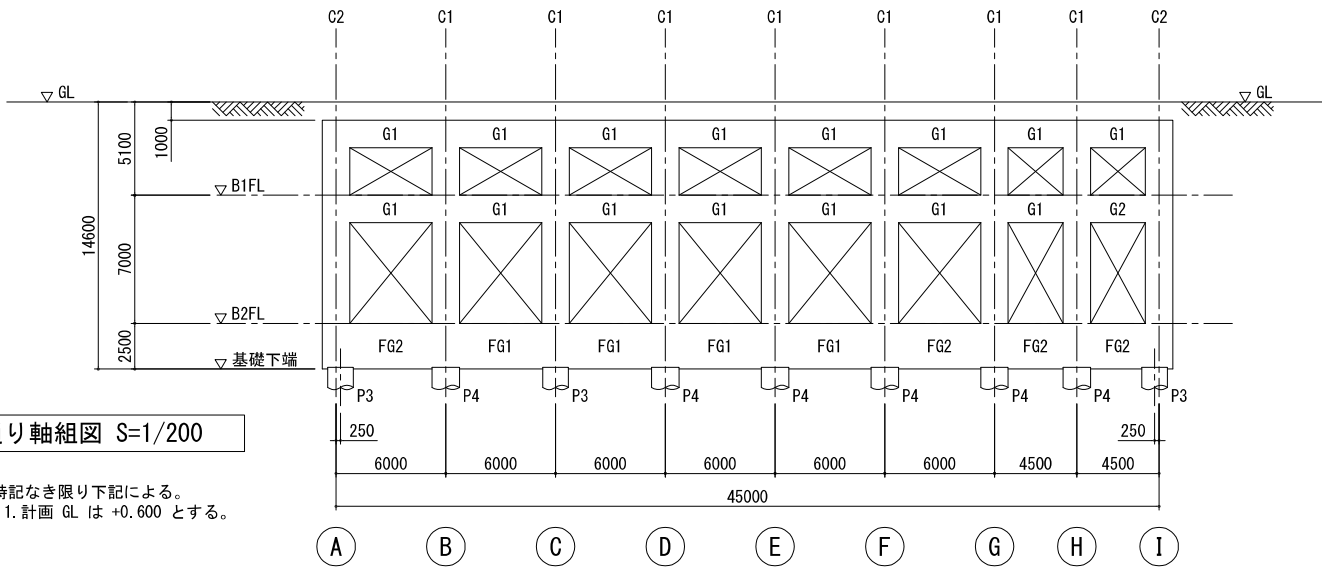 C2 C1 C1 C1 C1 C1 C1 C1 C2
GL GL
1000
5100
G1 G1 G1 G1 G1 G1 G1 G1
B1FL
G1 G1 G1 G1 G1 G1 G1 G2
14600
7000
B2FL
2500
FG2 FG1 FG1 FG1 FG1 FG2 FG2 FG2
基礎下端
P3 P4 P3 P4 P4 P4 P4 P4 P3
り軸組図 S=1/200
250 250
6000 6000 6000 6000 6000 6000 4500 4500
記なき限り下記による。
45000
1.計画 GL は +0.600 とする。
A B C D E F G H I